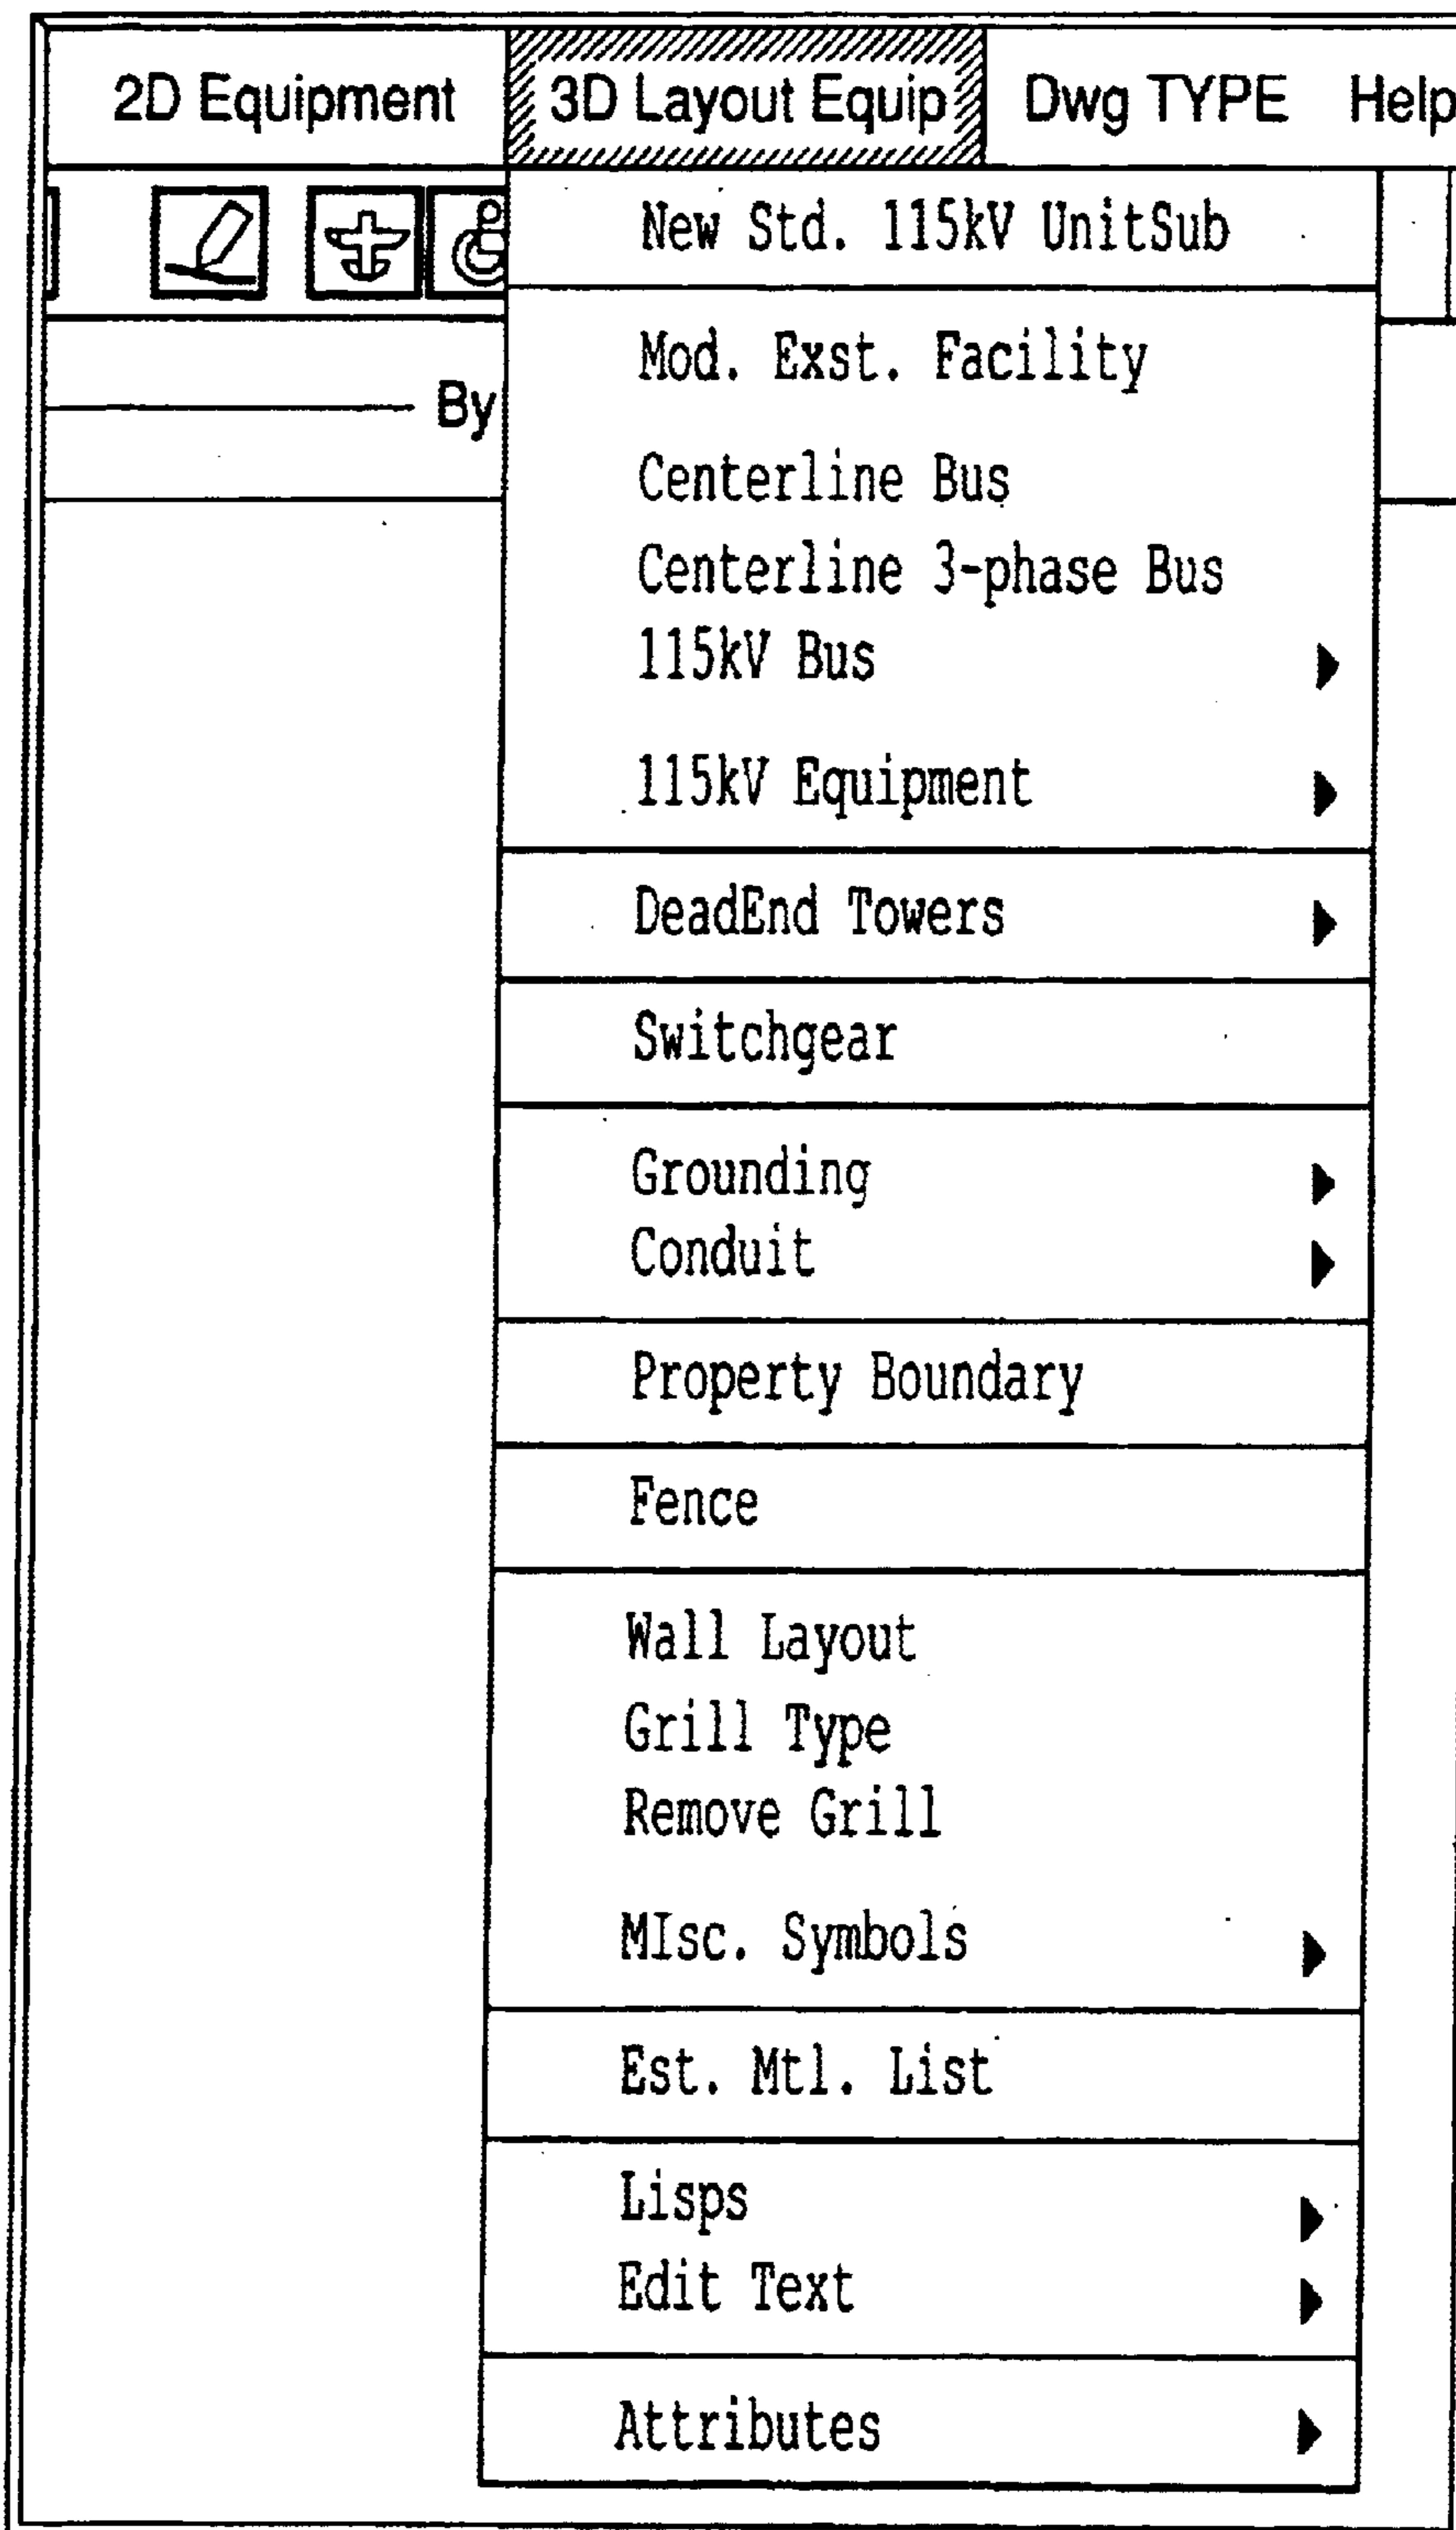 2D Equipment 3D Layout Equip Dwg TYPE Help
New Std. 115kV UnitSub
Mod. Exst. Facility
By
Centerline Bus
Centerline 3-phase Bus
115kV Bus
115kV Equipment
DeadEnd Towers
Switchgear
Grounding
Conduit
Property Boundary
Fence
Wall Layout
Grill Type
Remove Grill
MIsc. Symbols
Est. Mtl. List
Lisps
Edit Text
Attributes